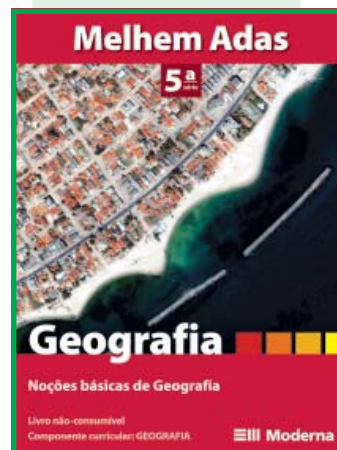 Melhem Adas
5ª
série
Geografia
Noções básicas de Geografia
Livro não-consumível
Componente curricular: GEOGRAFIA
Moderna